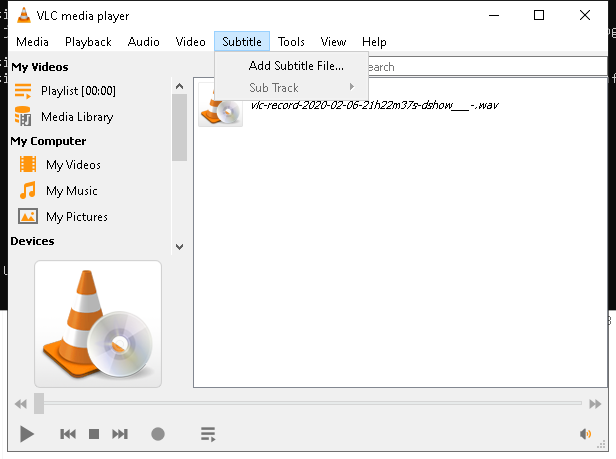 VLC media player
Media Playback Audio Video Subtitle Tools View Help
My Videos
Playlist [00:00]
Media Library
My Computer
My Videos
My Music
My Pictures
Devices
Add Subtitle File...
Sub Track
earch
vlc-record-2020-02-06-21h22m37s-dshow___-.wav